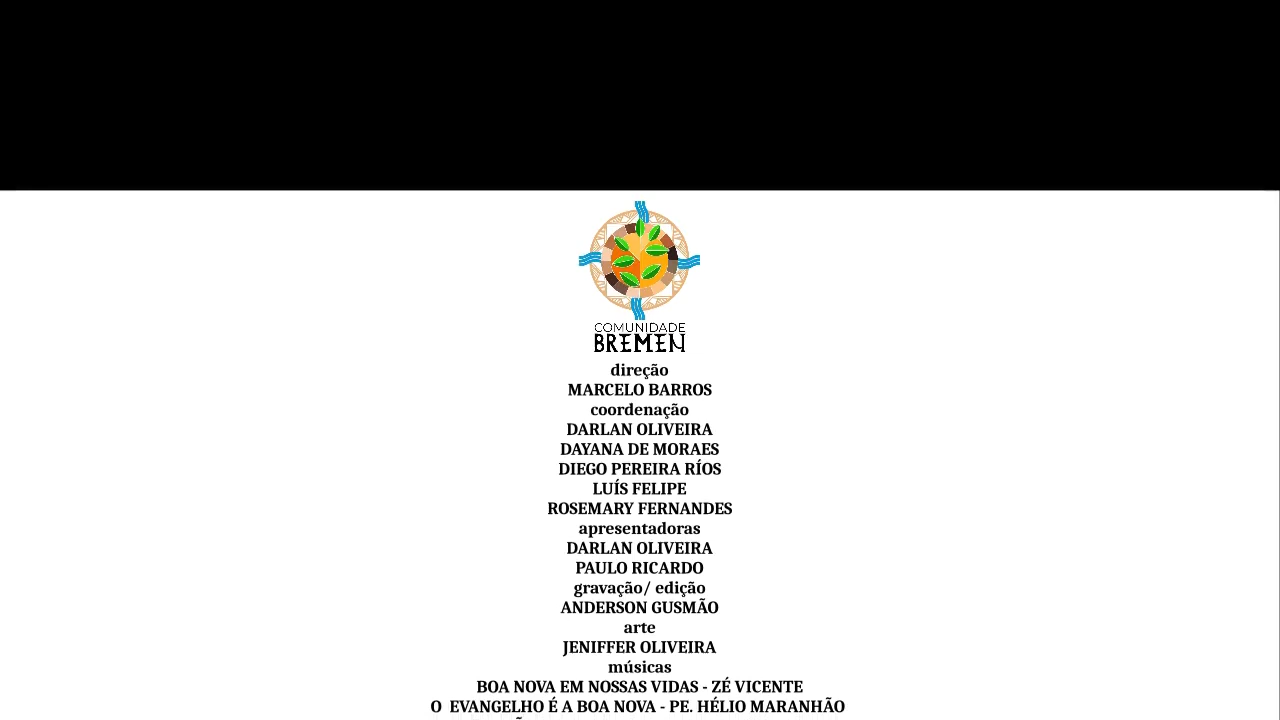 COMUNIDADE
BREMEN
direção
MARCELO BARROS
coordenação
DARLAN OLIVEIRA
DAYANA DE MORAES
DIEGO PEREIRA RÍOS
LUÍS FELIPE
ROSEMARY FERNANDES
apresentadoras
DARLAN OLIVEIRA
PAULO RICARDO
gravação/ edição
ANDERSON GUSMÃO
arte
JENIFFER OLIVEIRA
músicas
BOA NOVA EM NOSSAS VIDAS - ZÉ VICENTE
O  EVANGELHO É A BOA NOVA - PE. HÉLIO MARANHÃO